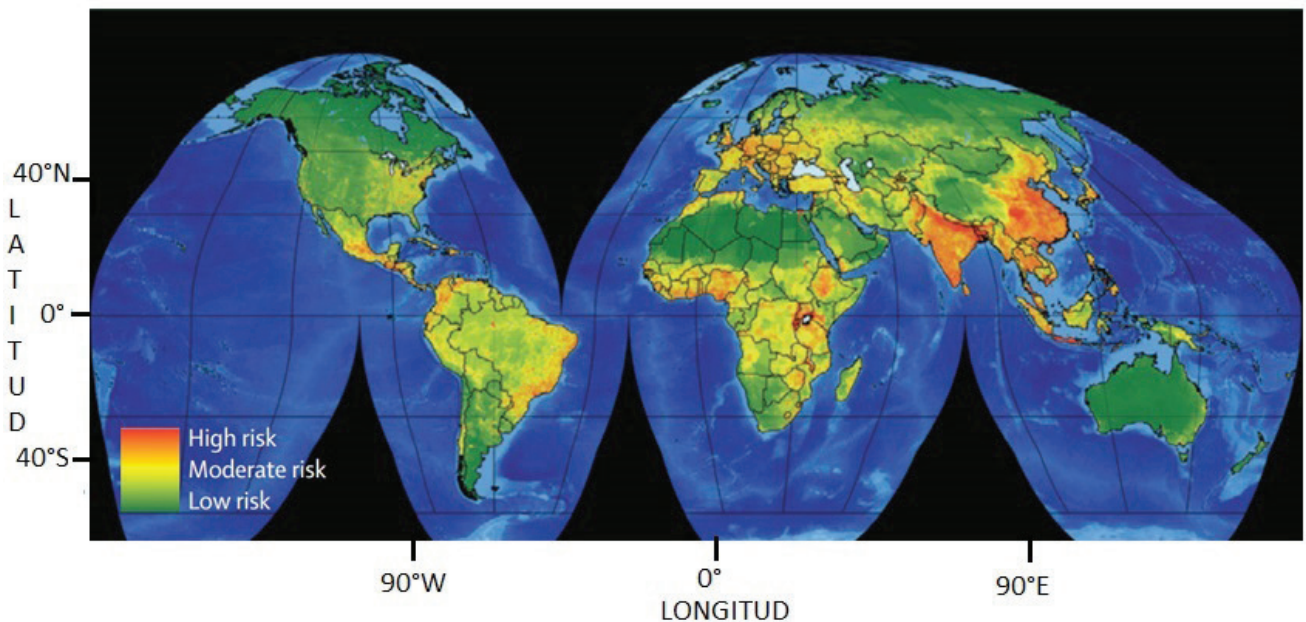 40°N
L
A
T
I
T
U
D
0°
40°S
High risk
Moderate risk
Low risk
90°W
0°
90°E
LONGITUD